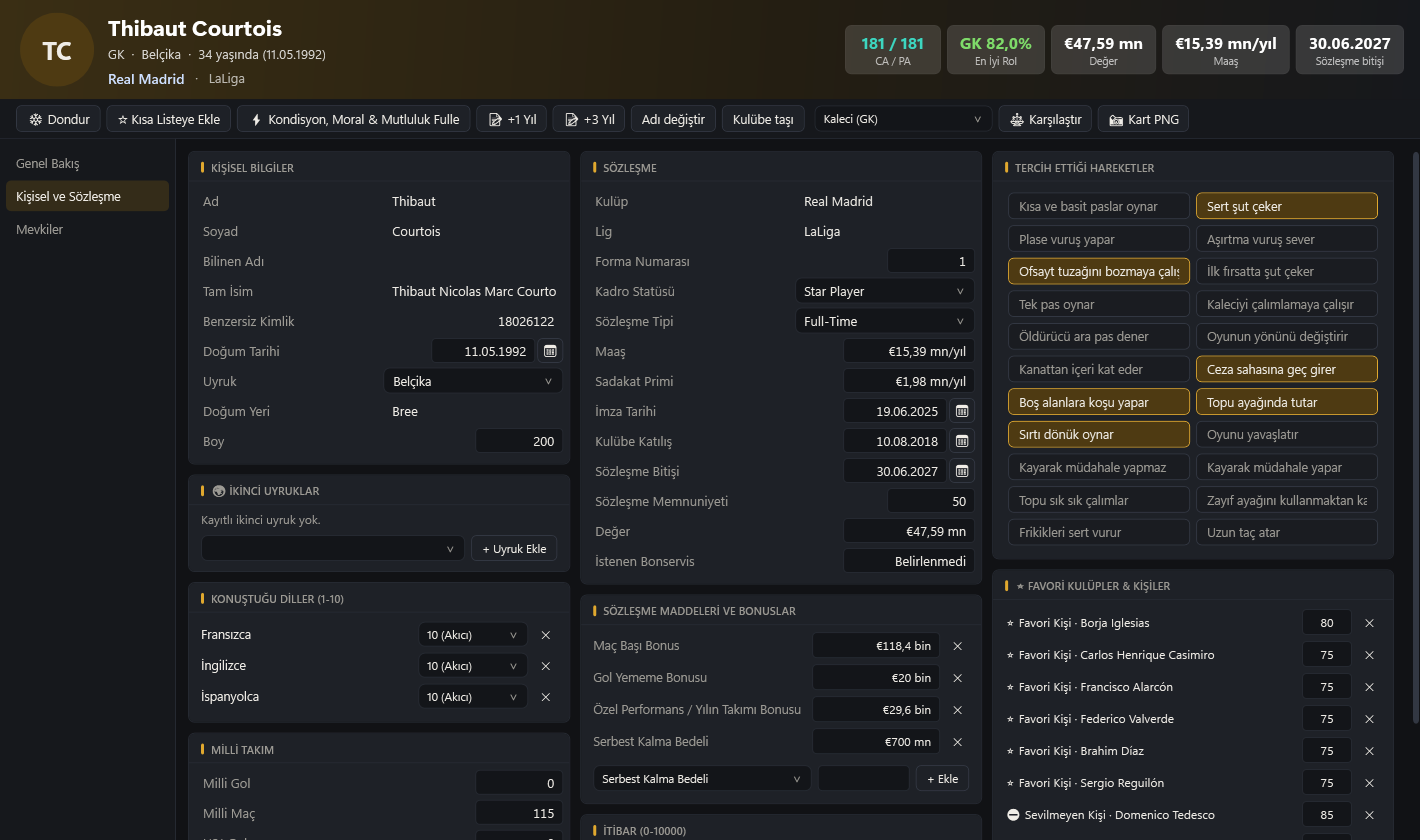 TC
Thibaut Courtois
GK · Belçika · 34 yaşında (11.05.1992)
Real Madrid · LaLiga
181 / 181
CA / PA
GK 82,0%
En İyi Rol
€47,59 mn
Değer
€15,39 mn/yıl
Maaş
30.06.2027
Sözleşme bitişi
Dondur
Kısa Listeye Ekle
Kondisyon, Moral & Mutluluk Fulle
+1 Yıl
+3 Yıl
Adı değiştir
Kulübe taşı
Kaleci (GK)
Karşılaştır
Kart PNG
Genel Bakış
Kişisel ve Sözleşme
Mevkiler
KİŞİSEL BİLGİLER
Ad Thibaut
Soyad Courtois
Bilinen Adı
Tam İsim Thibaut Nicolas Marc Courto
Benzersiz Kimlik 18026122
Doğum Tarihi 11.05.1992
Uyruk Belçika
Doğum Yeri Bree
Boy 200
İKİNCİ UYRUKLAR
Kayıtlı ikinci uyruk yok.
+ Uyruk Ekle
KONUŞTUĞU DİLLER (1-10)
Fransızca 10 (Akıcı)
İngilizce 10 (Akıcı)
İspanyolca 10 (Akıcı)
MİLLİ TAKIM
Milli Gol 0
Milli Maç 115
SÖZLEŞME
Kulüp Real Madrid
Lig LaLiga
Forma Numarası 1
Kadro Statüsü Star Player
Sözleşme Tipi Full-Time
Maaş €15,39 mn/yıl
Sadakat Primi €1,98 mn/yıl
İmza Tarihi 19.06.2025
Kulübe Katılış 10.08.2018
Sözleşme Bitişi 30.06.2027
Sözleşme Memnuniyeti 50
Değer €47,59 mn
İstenen Bonservis Belirlenmedi
SÖZLEŞME MADDELERİ VE BONUSLAR
Maç Başı Bonus €118,4 bin
Gol Yememe Bonusu €20 bin
Özel Performans / Yılın Takımı Bonusu €29,6 bin
Serbest Kalma Bedeli €700 mn
Serbest Kalma Bedeli + Ekle
İTİBAR (0-10000)
TERCİH ETTİĞİ HAREKETLER
Kısa ve basit paslar oynar Sert şut çeker
Plase vuruş yapar Aşırtma vuruş sever
Ofsayt tuzağını bozmaya çalış İlk fırsatta şut çeker
Tek pas oynar Kaleciyi çalımlamaya çalışır
Öldürücü ara pas dener Oyunun yönünü değiştirir
Kanattan içeri kat eder Ceza sahasına geç girer
Boş alanlara koşu yapar Topu ayağında tutar
Sırtı dönük oynar Oyunu yavaşlatır
Kayarak müdahale yapmaz Kayarak müdahale yapar
Topu sık sık çalımlar Zayıf ayağını kullanmaktan ka
Frikikleri sert vurur Uzun taç atar
FAVORİ KULÜPLER & KİŞİLER
Favori Kişi · Borja Iglesias 80
Favori Kişi · Carlos Henrique Casimiro 75
Favori Kişi · Francisco Alarcón 75
Favori Kişi · Federico Valverde 75
Favori Kişi · Brahim Díaz 75
Favori Kişi · Sergio Reguilón 75
Sevilmeyen Kişi · Domenico Tedesco 85